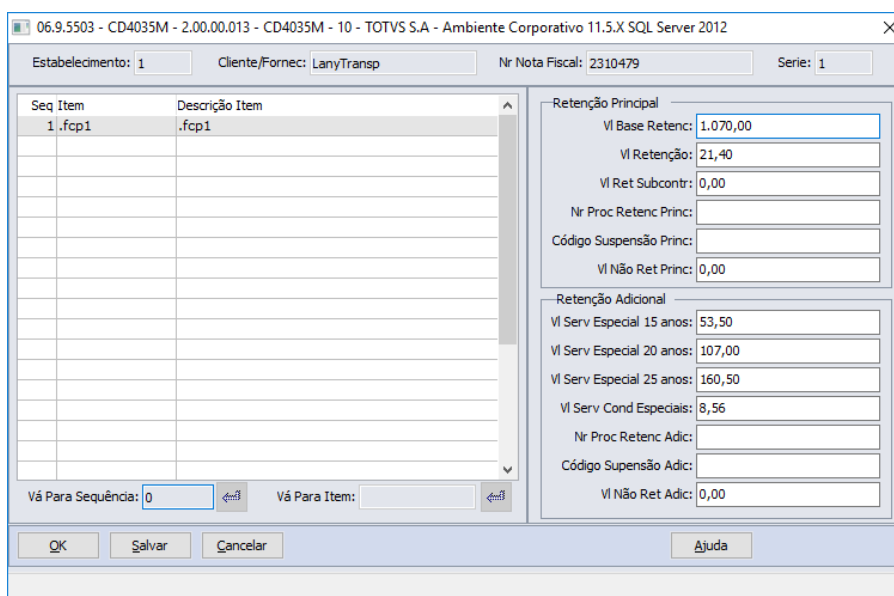 06.9.5503 - CD4035M - 2.00.00.013 - CD4035M - 10 - TOTVS S.A - Ambiente Corporativo 11.5.X SQL Server 2012
Estabelecimento: 1 Cliente/Fornec: LanyTransp Nr Nota Fiscal: 2310479 Serie: 1
Seq Item Descrição Item
1 .fcp1 .fcp1
Vá Para Sequência: 0 Vá Para Item:
Retenção Principal
Vl Base Retenc: 1.070,00
Vl Retenção: 21,40
Vl Ret Subcontr: 0,00
Nr Proc Retenc Princ:
Código Suspensão Princ:
Vl Não Ret Princ: 0,00
Retenção Adicional
Vl Serv Especial 15 anos: 53,50
Vl Serv Especial 20 anos: 107,00
Vl Serv Especial 25 anos: 160,50
Vl Serv Cond Especiais: 8,56
Nr Proc Retenc Adic:
Código Supensão Adic:
Vl Não Ret Adic: 0,00
OK Salvar Cancelar Ajuda